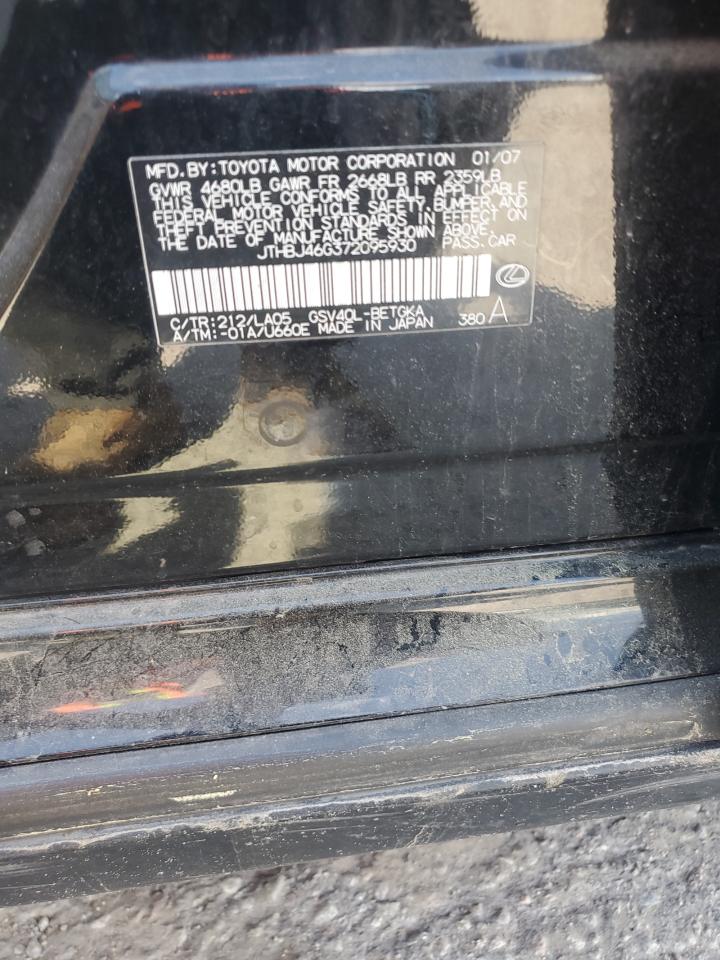 MFD.BY:TOYOTA MOTOR CORPORATION 01/07
GVWR 4680LB GAWR FR 2668LB RR 2359LB
THIS VEHICLE CONFORMS TO ALL APPLICABLE
FEDERAL MOTOR VEHICLE SAFETY,BUMPER,AND
THEFT PREVENTION STANDARDS IN EFFECT ON
THE DATE OF MANUFACTURE SHOWN ABOVE.
JTHBJ46G372095930 PASS.CAR
C/TR:212/LA05 GSV40L-BETGKA
A/TM:-01A/U660E MADE IN JAPAN 380 A